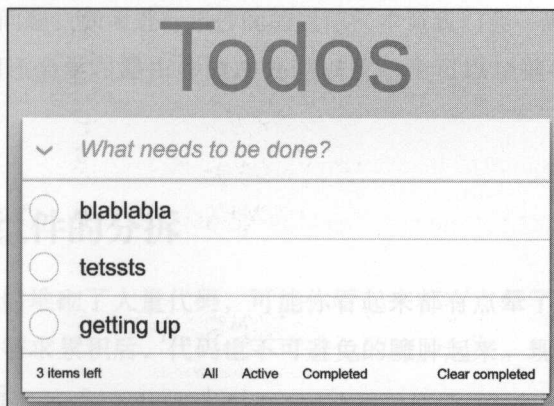 Todos
What needs to be done?
blablabla
tetssts
getting up
3 items left All Active Completed Clear completed